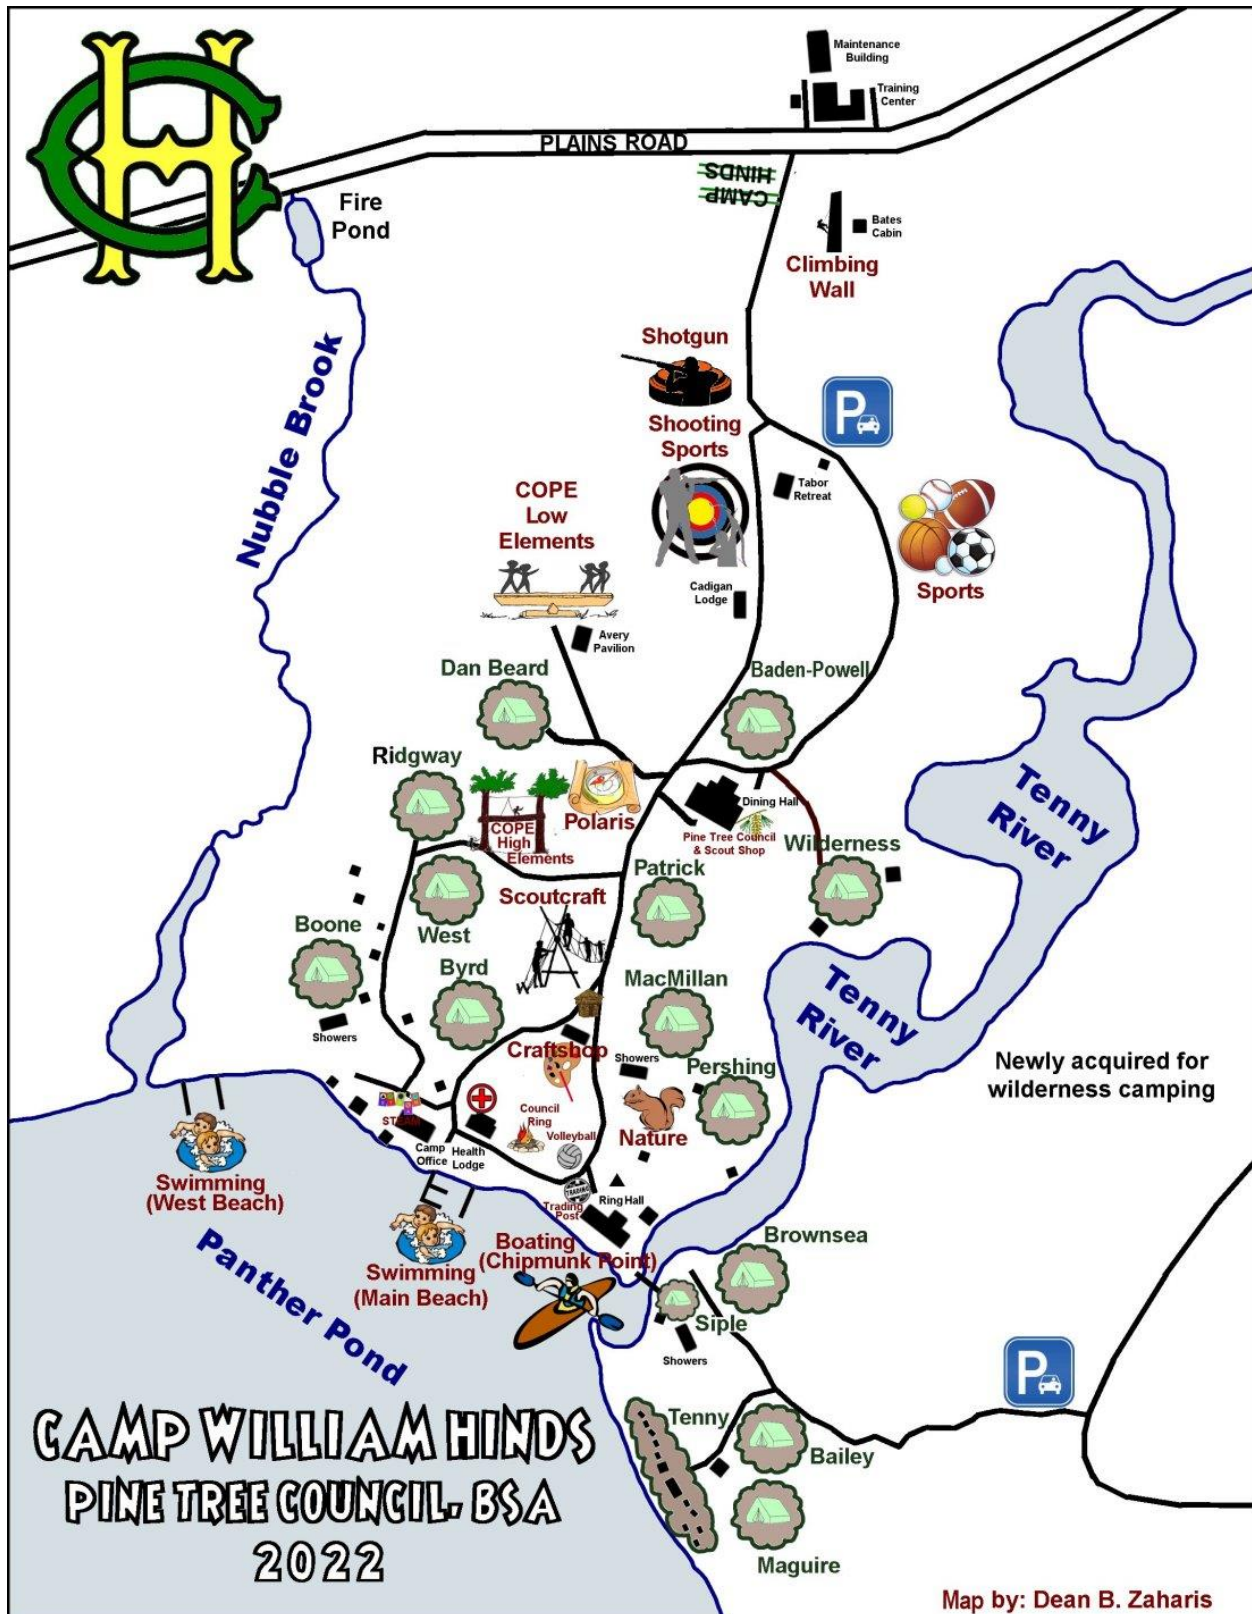 CH
Maintenance
Building
Training
Center
PLAINS ROAD
CAMP
HINDS
Fire
Pond
Bates
Cabin
Climbing
Wall
Nubble Brook
Shotgun
Shooting
Sports
P
Tabor
Retreat
COPE
Low
Elements
Sports
Cadigan
Lodge
Avery
Pavilion
Dan Beard
Baden-Powell
Ridgway
COPE
High
Elements
Polaris
Dining Hall
Pine Tree Council
& Scout Shop
Wilderness
Tenny
River
Patrick
Scoutcraft
West
Boone
Byrd
MacMillan
Tenny
River
Showers
Craftshop
Showers
Pershing
Newly acquired for
wilderness camping
STEAM
Council
Ring
Volleyball
Nature
Camp
Office
Health
Lodge
Swimming
(West Beach)
TRADING
Trading
Post
Ring Hall
Boating
(Chipmunk Point)
Brownsea
Swimming
(Main Beach)
Panther Pond
Siple
Showers
P
Tenny
Bailey
Maguire
CAMP WILLIAM HINDS
PINE TREE COUNCIL, BSA
2022
Map by: Dean B. Zaharis